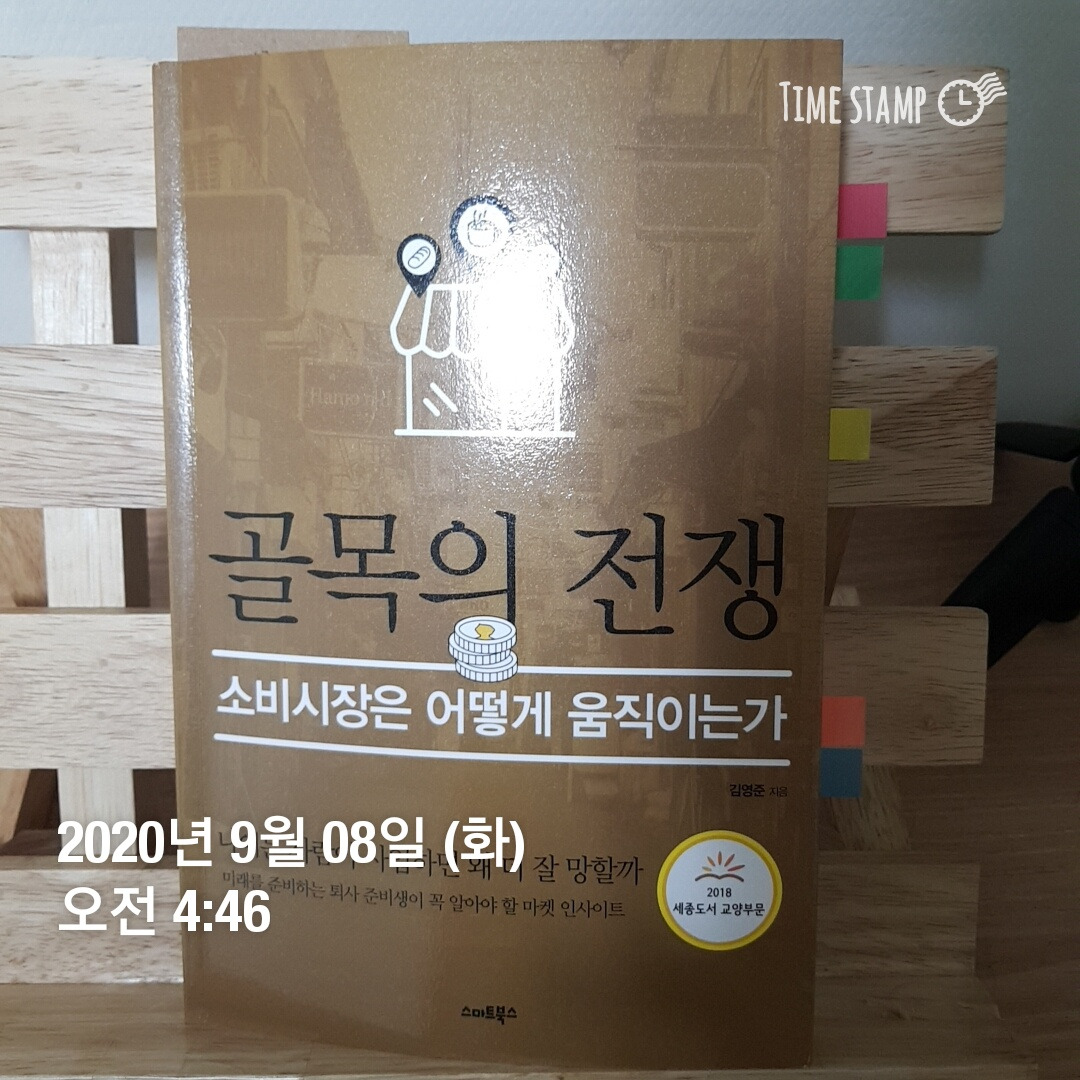 TIME STAMP
골목의 전쟁
소비시장은 어떻게 움직이는가
김영준 지음
잘 망할까
미래를 준비하는 퇴사 준비생이 꼭 알아야 할 마켓 인사이트
2018
세종도서 교양부문
2020년 9월 08일 (화)
오전 4:46
스마트북스